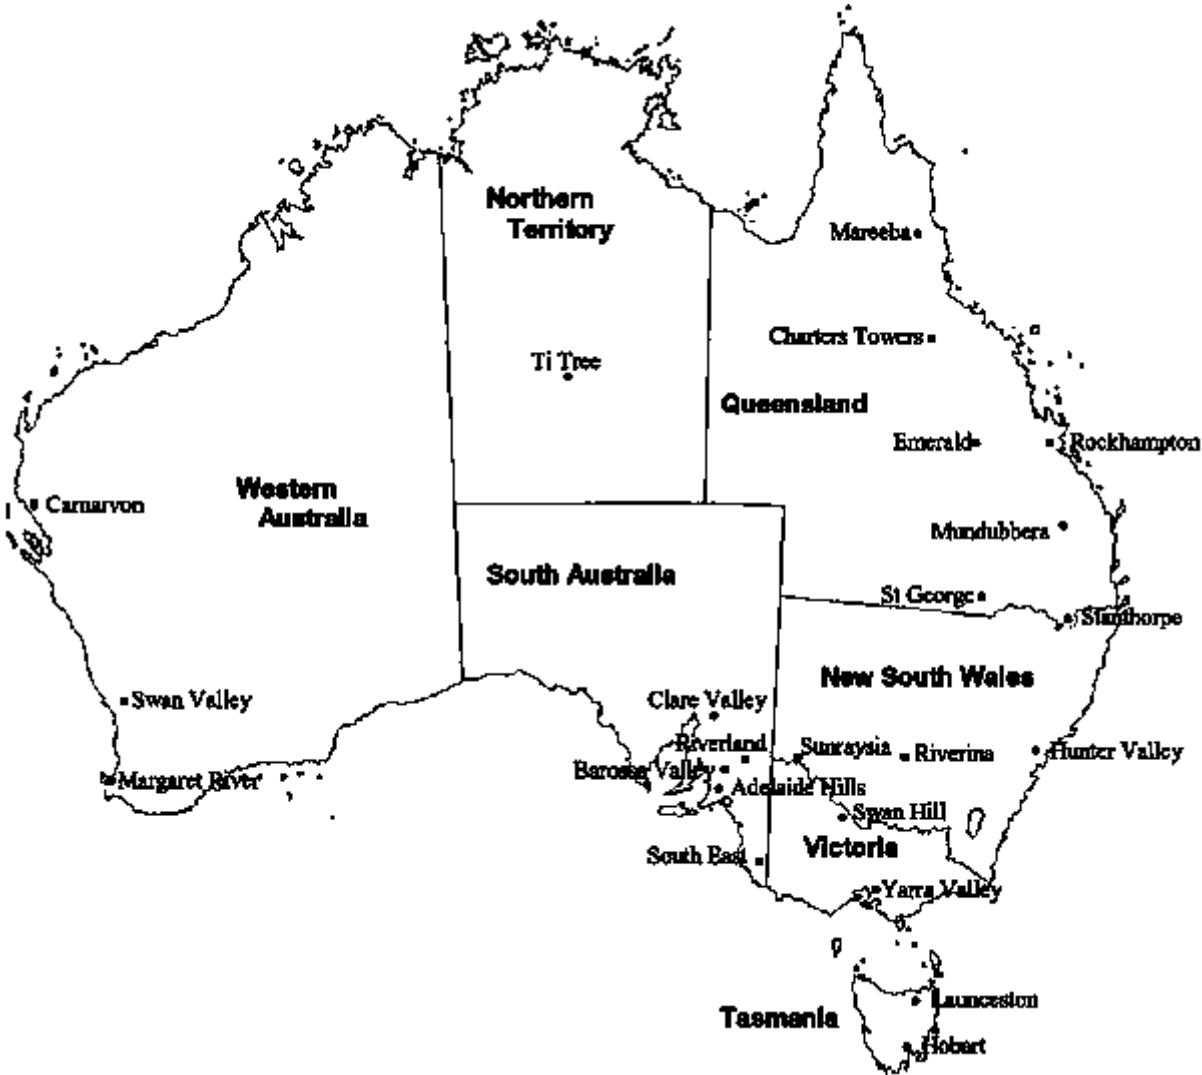 Northern
Territory
Mareeba
Charters Towers
Ti Tree
Queensland
Emerald
Rockhampton
Western
Australia
Carnarvon
Mundubbera
South Australia
St George
Stanthorpe
New South Wales
Swan Valley
Clare Valley
Riverland
Sunraysia
Riverina
Hunter Valley
Barossa Valley
Margaret River
Adelaide Hills
Swan Hill
Victoria
South East
Yarra Valley
Launceston
Tasmania
Hobart